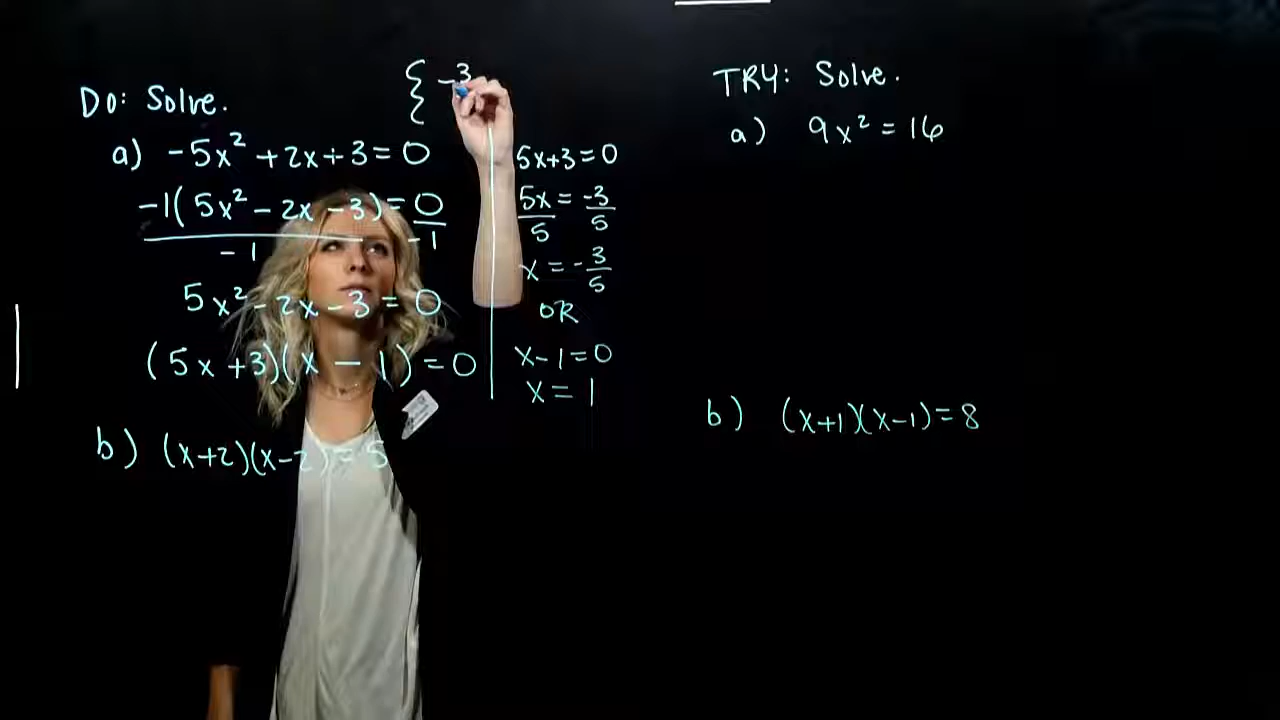 Do: Solve.
{ -3
a) -5x² + 2x + 3 = 0
-1(5x² - 2x - 3) = 0
-1 -1
5x² - 2x - 3 = 0
(5x + 3)(x - 1) = 0
5x+3=0
5x = -3
5 5
x = -3/5
OR
x-1=0
x = 1
b) (x+2)(x-2) = 5
TRY: Solve.
a) 9x² = 16
b) (x+1)(x-1) = 8